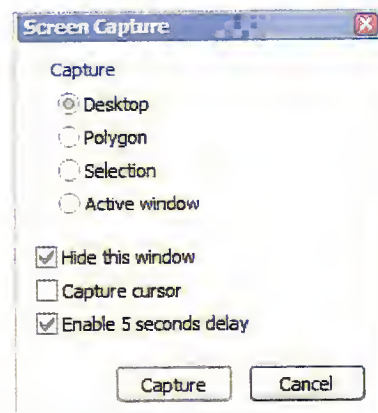 Screen Capture
Capture
Desktop
Polygon
Selection
Active window
Hide this window
Capture cursor
Enable 5 seconds delay
Capture Cancel